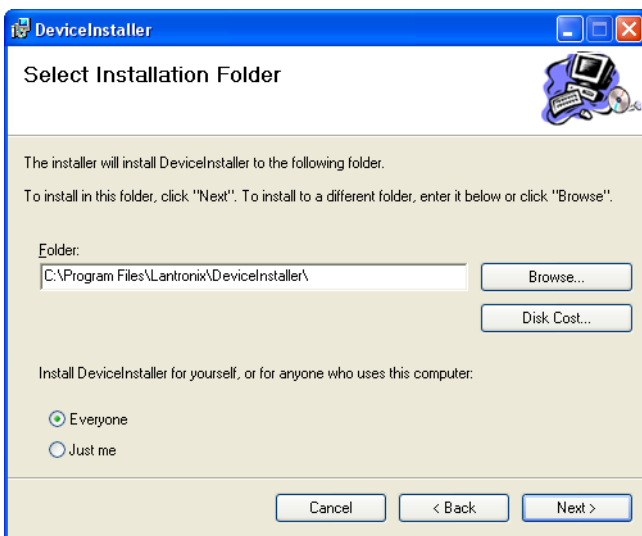 DeviceInstaller
Select Installation Folder
The installer will install DeviceInstaller to the following folder.
To install in this folder, click "Next". To install to a different folder, enter it below or click "Browse".
Folder:
C:\Program Files\Lantronix\DeviceInstaller\
Browse...
Disk Cost...
Install DeviceInstaller for yourself, or for anyone who uses this computer:
Everyone
Just me
Cancel
< Back
Next >